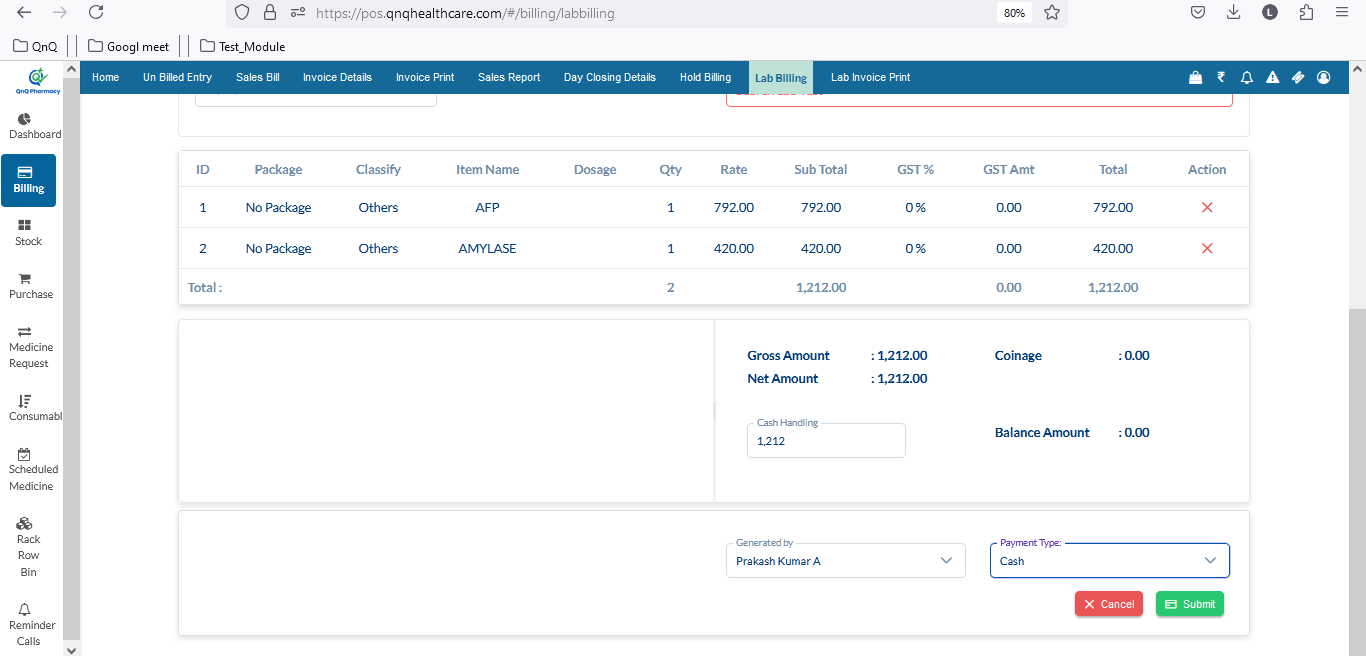 https://pos.qnqhealthcare.com/#/billing/labbilling
80%
L
QnQ
Googl meet
Test_Module
QnQ Pharmacy
Home
Un Billed Entry
Sales Bill
Invoice Details
Invoice Print
Sales Report
Day Closing Details
Hold Billing
Lab Billing
Lab Invoice Print
Dashboard
Billing
Stock
Purchase
Medicine
Request
Consumabl
Scheduled
Medicine
Rack
Row
Bin
Reminder
Calls
ID Package Classify Item Name Dosage Qty Rate Sub Total GST % GST Amt Total Action
1 No Package Others AFP 1 792.00 792.00 0 % 0.00 792.00
2 No Package Others AMYLASE 1 420.00 420.00 0 % 0.00 420.00
Total : 2 1,212.00 0.00 1,212.00
Gross Amount : 1,212.00 Coinage : 0.00
Net Amount : 1,212.00
Cash Handling
1,212
Balance Amount : 0.00
Generated by
Prakash Kumar A
Payment Type:
Cash
Cancel
Submit